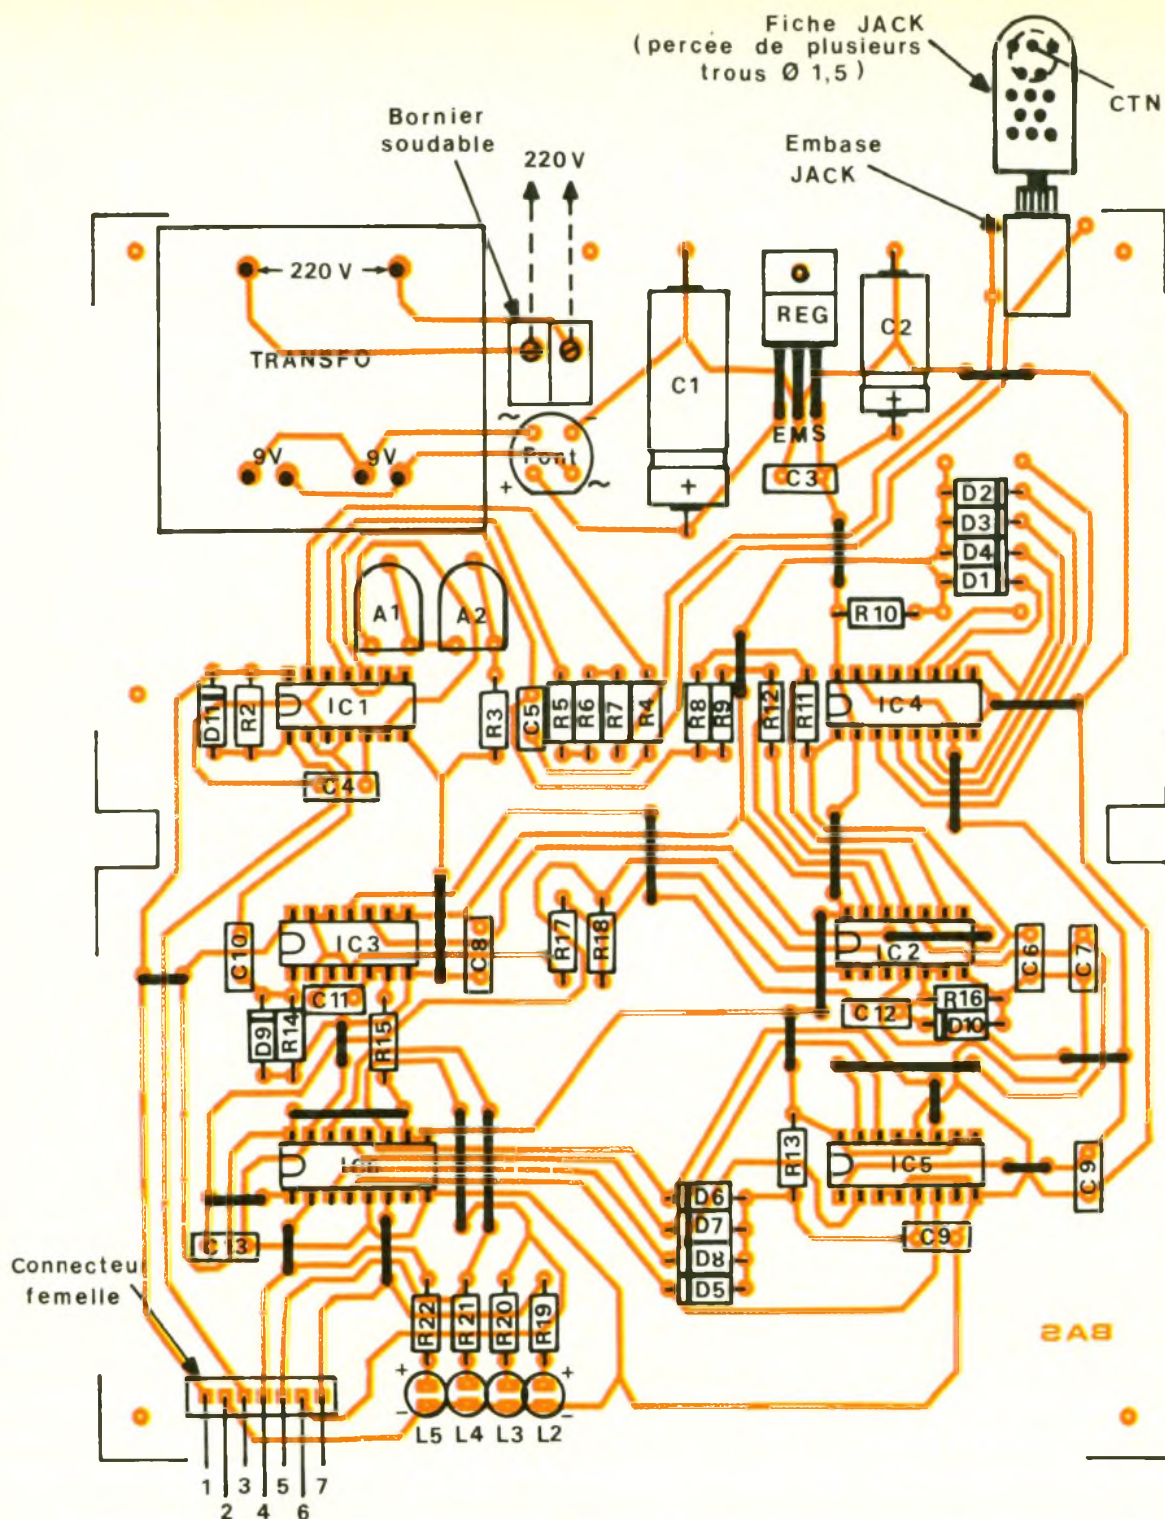 Fiche JACK
(percée de plusieurs
trous Ø 1,5)
CTN
Bornier
soudable
220 V
Embase
JACK
220 V
TRANSFO
9V 9V
~ -
Pont
+ ~
C1
+
REG
E M S
C2
+
C3
D2
D3
D4
D1
R10
A1 A2
D11 R2 IC1 R3 C5 R5 R6 R7 R4 R8 R9 R12 R11 IC4
C4
C10 IC3 C8 R17 R18 IC2 C6 C7
C11 R16
C12 D10
D9 R14 R15
R13 IC5 C9
D6
D7
D8
D5
C9
C13
Connecteu
femelle
R22 R21 R20 R19
BAS
+ +
- -
L5 L4 L3 L2
1 3 5 7
2 4 6